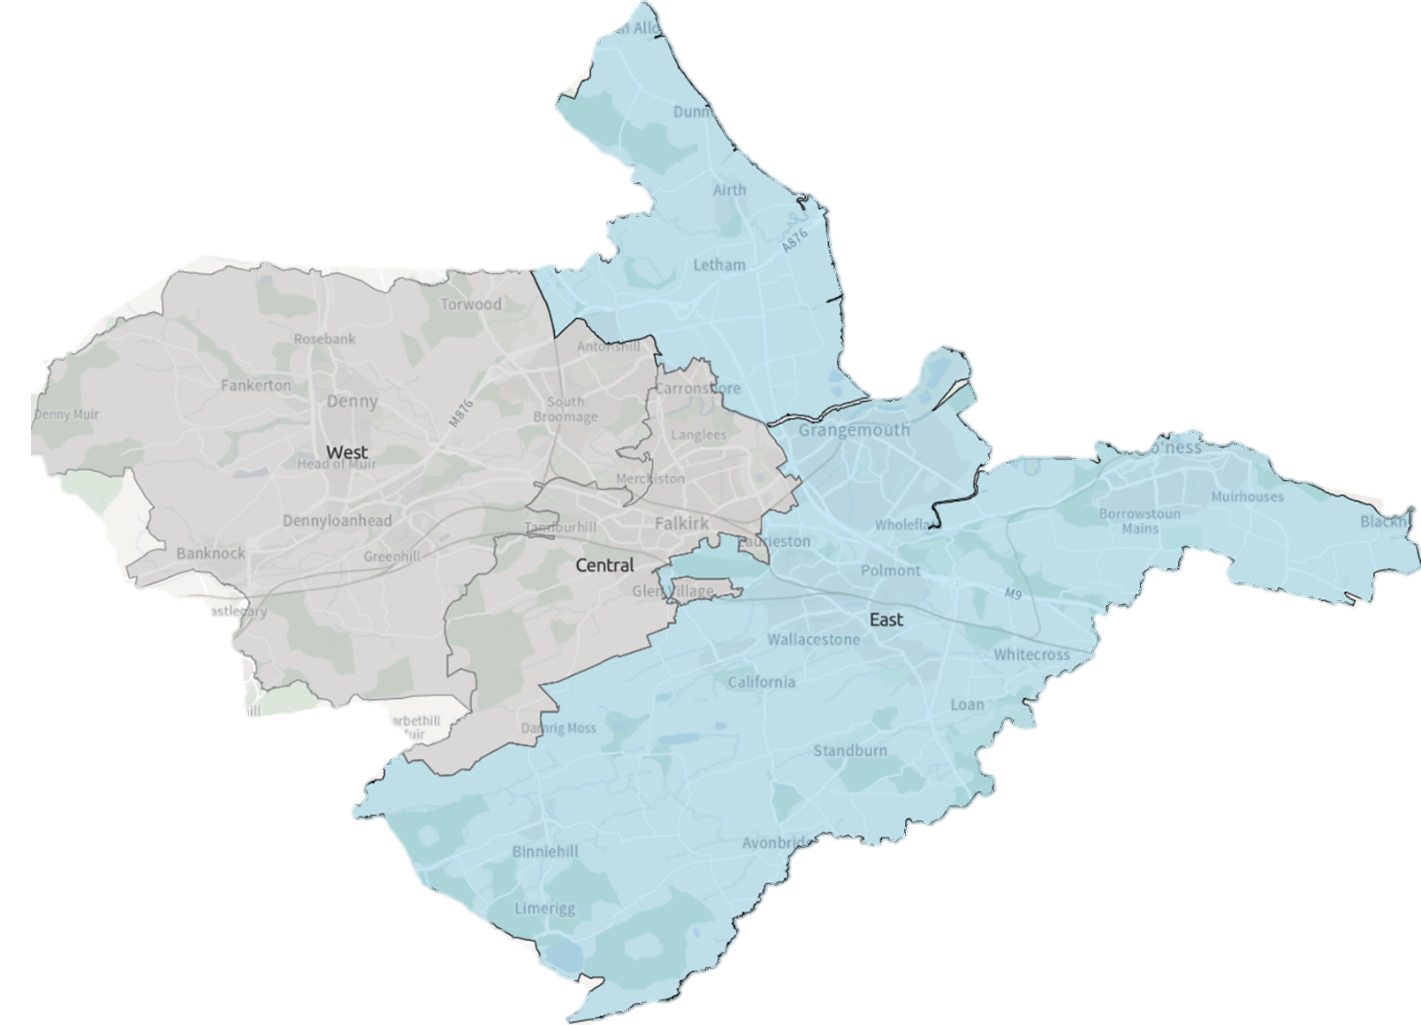 Airth
A876
Letham
Torwood
Rosebank
Antonshill
Fankerton
Carronshore
Denny
South
Broomage
M876
Denny Muir
Langlees
Grangemouth
West
Head of Muir
Merchiston
Muirhouses
Dennyloanhead
Tamfourhill
Falkirk
Borrowstoun
Mains
Laurieston
Banknock
Greenhill
Central
Polmont
Glen Village
M9
East
Wallacestone
Whitecross
California
Loan
Darnrig Moss
Standburn
Binniehill
Limerigg